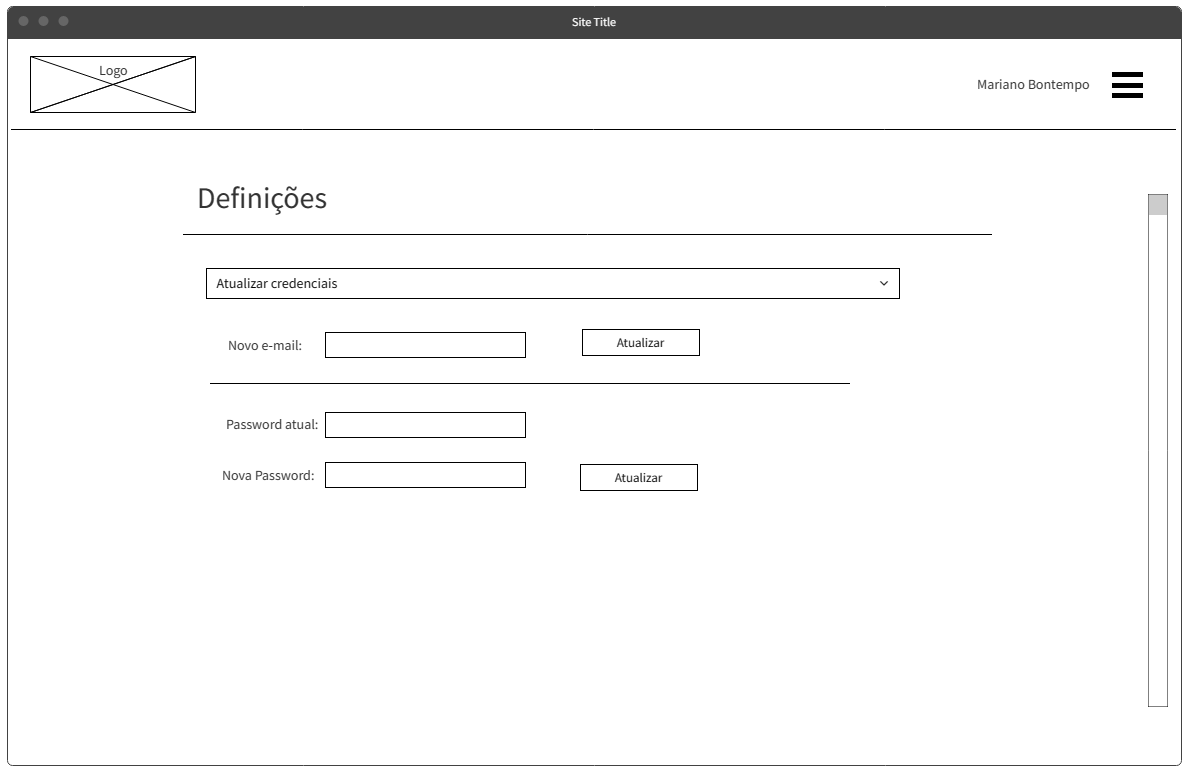 Site Title
Logo
Mariano Bontempo
Definições
Atualizar credenciais
Novo e-mail:
Atualizar
Password atual:
Nova Password:
Atualizar